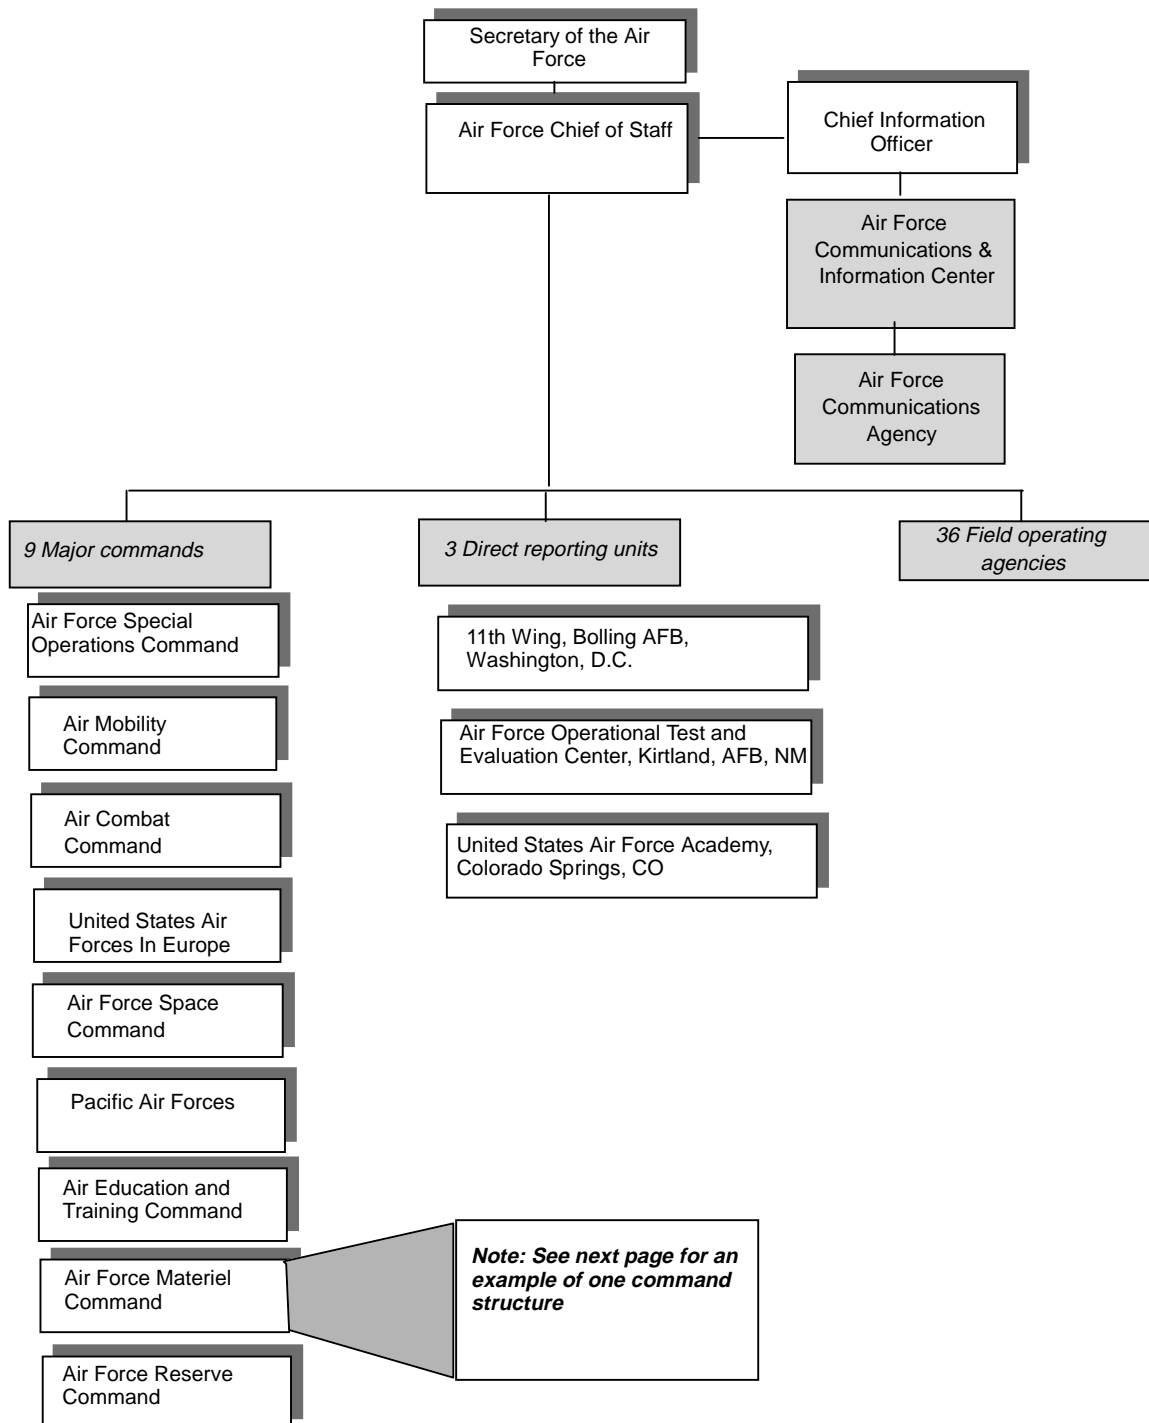 Secretary of the Air
Force
Air Force Chief of Staff
Chief Information
Officer
Air Force
Communications &
Information Center
Air Force
Communications
Agency
9 Major commands
3 Direct reporting units
36 Field operating
agencies
Air Force Special
Operations Command
11th Wing, Bolling AFB,
Washington, D.C.
Air Mobility
Command
Air Force Operational Test and
Evaluation Center, Kirtland, AFB, NM
Air Combat
Command
United States Air Force Academy,
Colorado Springs, CO
United States Air
Forces In Europe
Air Force Space
Command
Pacific Air Forces
Air Education and
Training Command
Air Force Materiel
Command
Note: See next page for an
example of one command
structure
Air Force Reserve
Command